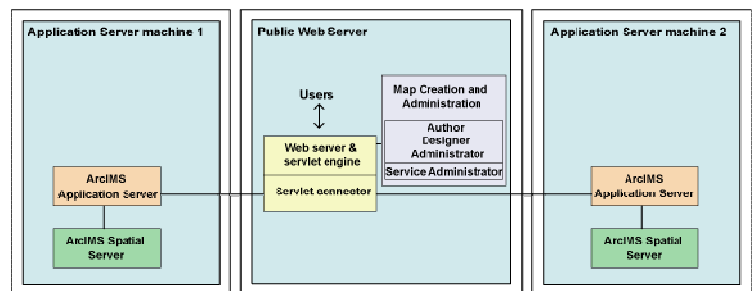 Application Server machine 1
ArcIMS
Application Server
ArcIMS Spatial
Server
Public Web Server
Users
Web server &
servlet engine
Servlet connector
Map Creation and
Administration
Author
Designer
Administrator
Service Administrator
Application Server machine 2
ArcIMS
Application Server
ArcIMS Spatial
Server